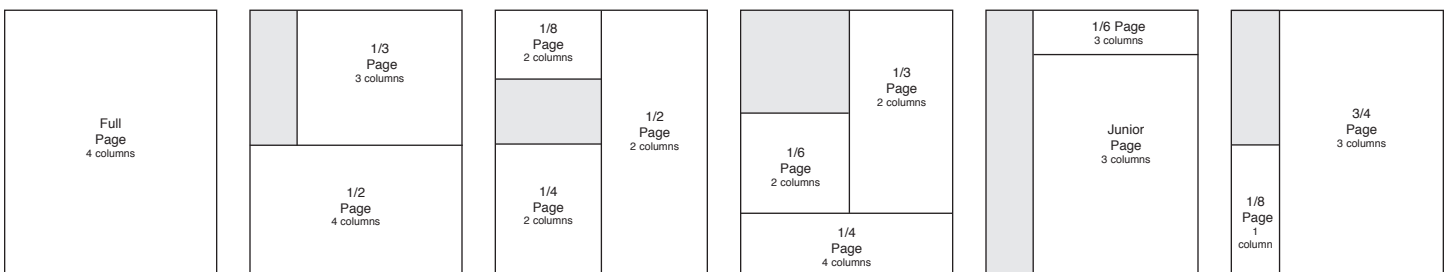 Full
Page
4 columns
1/3
Page
3 columns
1/2
Page
4 columns
1/8
Page
2 columns
1/2
Page
2 columns
1/4
Page
2 columns
1/3
Page
2 columns
1/6
Page
2 columns
1/4
Page
4 columns
1/6 Page
3 columns
Junior
Page
3 columns
3/4
Page
3 columns
1/8
Page
1
column